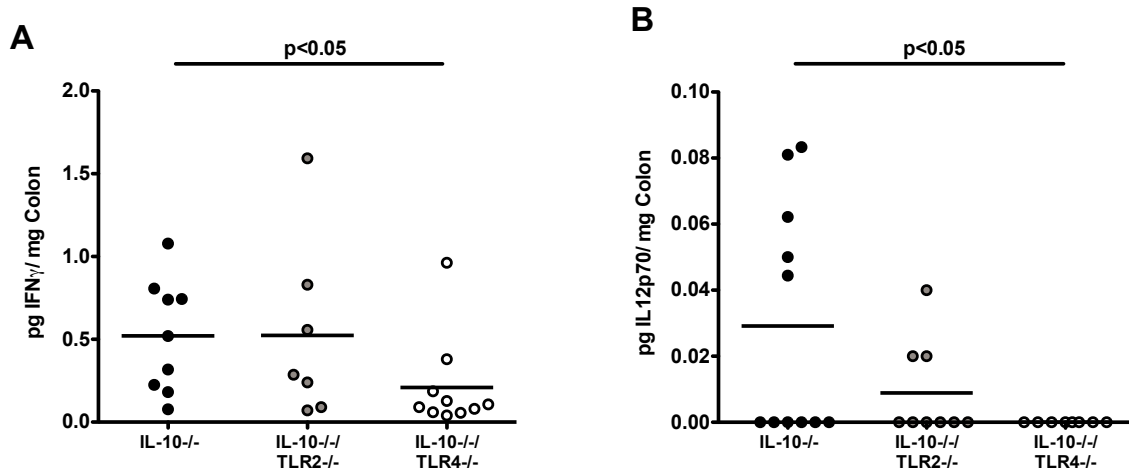 A
p<0.05
pg IFNγ/ mg Colon
2.0
1.5
1.0
0.5
0.0
IL-10-/-
IL-10-/-/
TLR2-/-
IL-10-/-/
TLR4-/-
B
p<0.05
pg IL12p70/ mg Colon
0.10
0.08
0.06
0.04
0.02
0.00
IL-10-/-
IL-10-/-/
TLR2-/-
IL-10-/-/
TLR4-/-